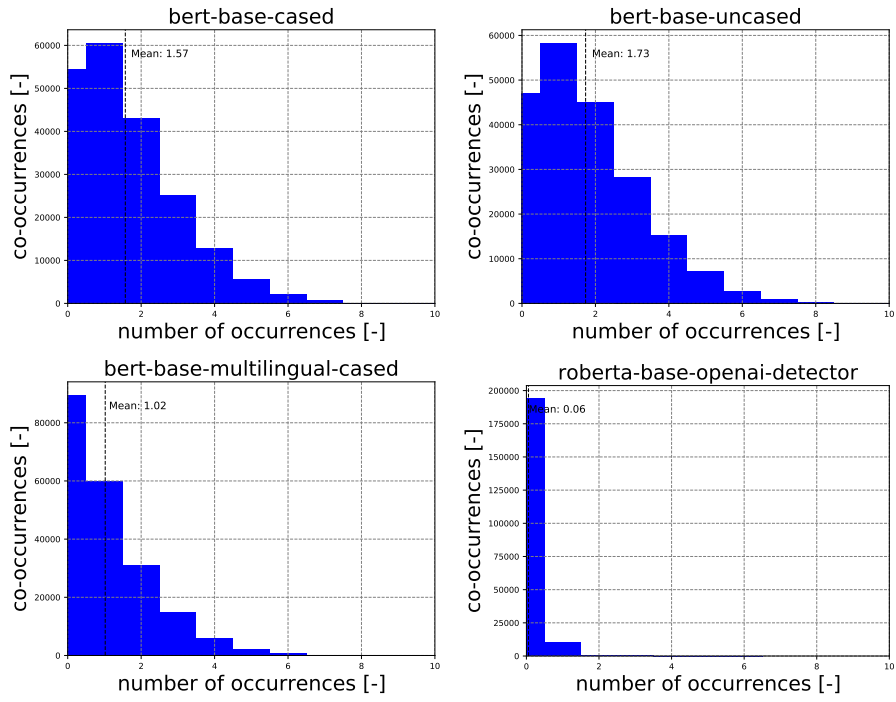 bert-base-cased
co-occurrences [-]
60000
50000
40000
30000
20000
10000
0
Mean: 1.57
0 2 4 6 8 10
number of occurrences [-]
bert-base-uncased
co-occurrences [-]
60000
50000
40000
30000
20000
10000
0
Mean: 1.73
0 2 4 6 8 10
number of occurrences [-]
bert-base-multilingual-cased
co-occurrences [-]
80000
60000
40000
20000
0
Mean: 1.02
0 2 4 6 8 10
number of occurrences [-]
roberta-base-openai-detector
co-occurrences [-]
200000
175000
150000
125000
100000
75000
50000
25000
0
Mean: 0.06
0 2 4 6 8 10
number of occurrences [-]